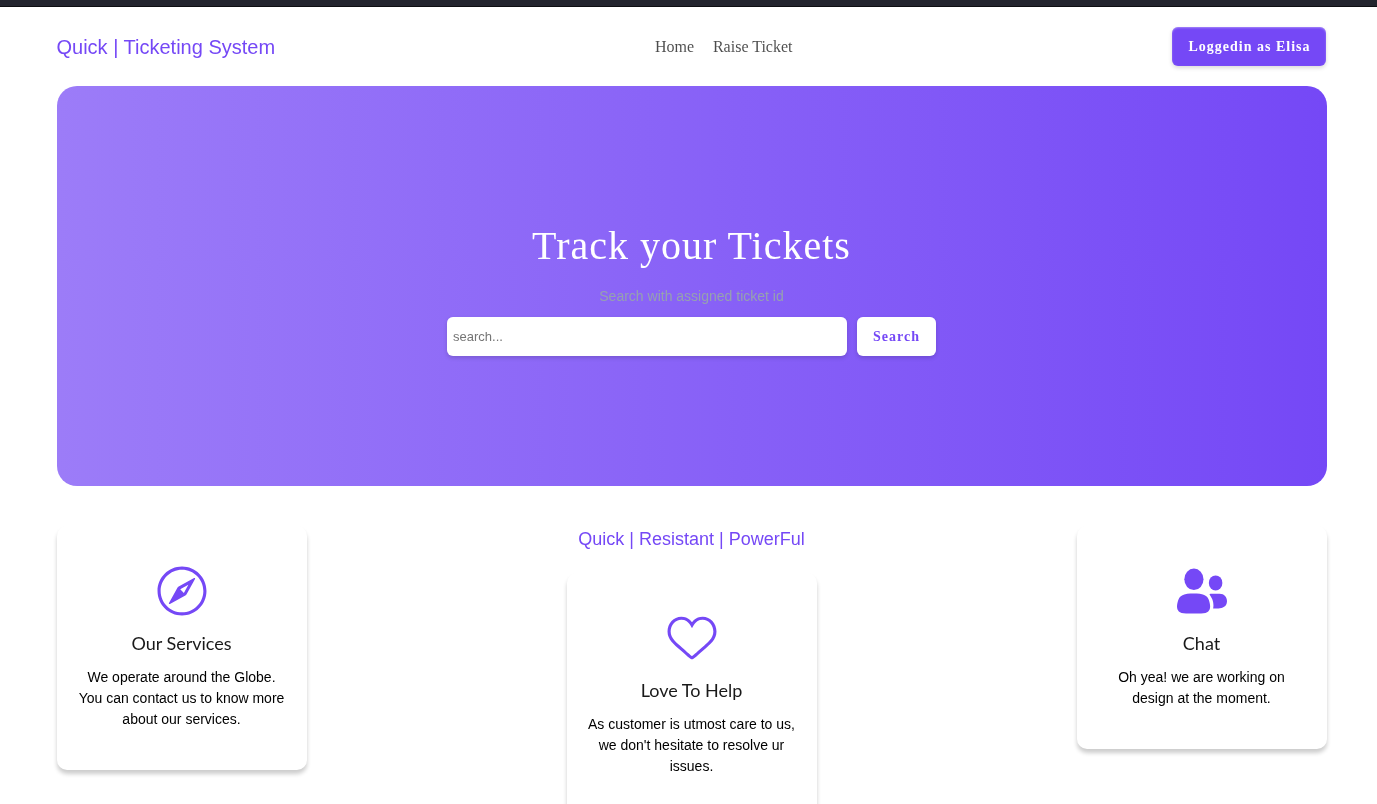 Quick | Ticketing System
Home
Raise Ticket
Loggedin as Elisa
Track your Tickets
Search with assigned ticket id
search...
Search
Our Services
We operate around the Globe.
You can contact us to know more
about our services.
Quick | Resistant | PowerFul
Love To Help
As customer is utmost care to us,
we don't hesitate to resolve ur
issues.
Chat
Oh yea! we are working on
design at the moment.